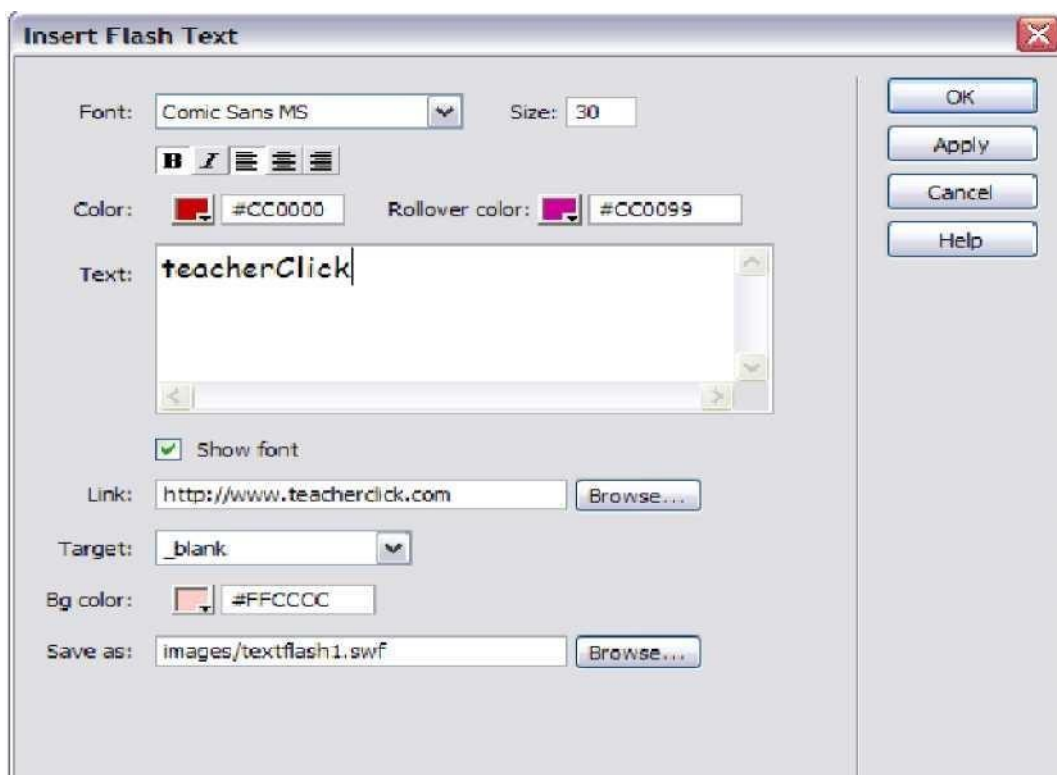 Insert Flash Text
Font: Comic Sans MS Size: 30 OK
B I Apply
Color: #CC0000 Rollover color: #CC0099 Cancel
Text: teacherClick Help
Show font
Link: http://www.teacherclick.com Browse...
Target: _blank
Bg color: #FFCCCC
Save as: images/textflash1.swf Browse...